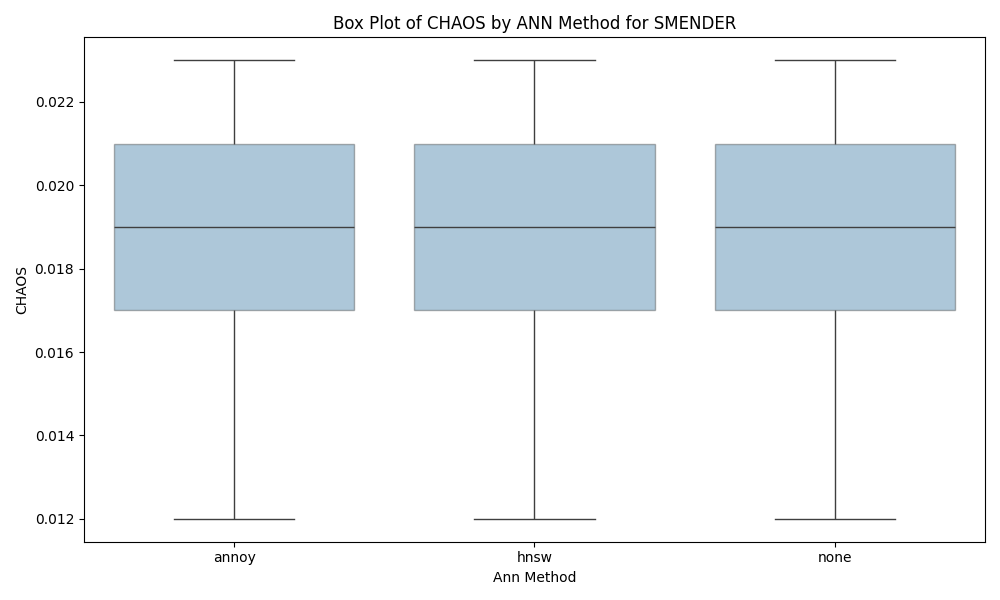 Box Plot of CHAOS by ANN Method for SMENDER
0.022
0.020
0.018
0.016
0.014
0.012
CHAOS
annoy
hnsw
none
Ann Method